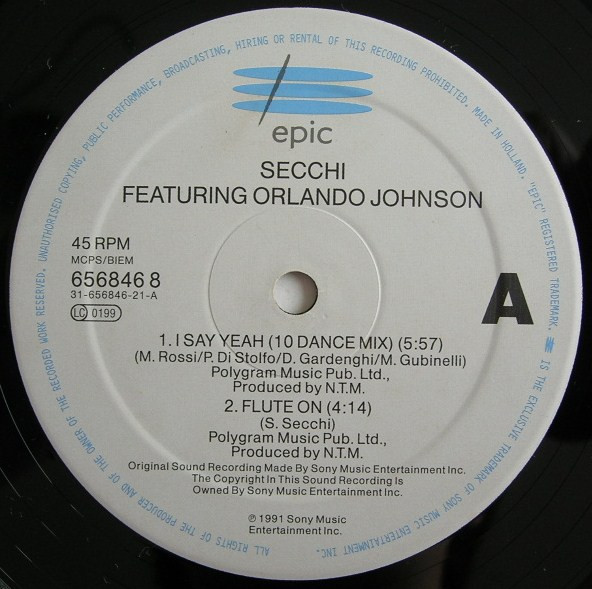 epic
SECCHI
FEATURING ORLANDO JOHNSON
45 RPM
MCPS/BIEM
656846 8
31-656846-21-A
LC 0199
A
1. I SAY YEAH (10 DANCE MIX) (5:57)
(M. Rossi/P. Di Stolfo/D. Gardenghi/M. Gubinelli)
Polygram Music Pub. Ltd.,
Produced by N.T.M.
2. FLUTE ON (4:14)
(S. Secchi)
Polygram Music Pub. Ltd.,
Produced by N.T.M.
Original Sound Recording Made By Sony Music Entertainment Inc.
The Copyright In This Sound Recording Is
Owned By Sony Music Entertainment Inc.
℗ 1991 Sony Music
Entertainment Inc.
ALL RIGHTS OF THE PRODUCER AND OF THE OWNER OF THE RECORDED WORK RESERVED. UNAUTHORISED COPYING, PUBLIC PERFORMANCE, BROADCASTING, HIRING OR RENTAL OF THIS RECORDING PROHIBITED. MADE IN HOLLAND. "EPIC" REGISTERED TRADEMARK. IS THE EXCLUSIVE TRADEMARK OF SONY MUSIC ENTERTAINMENT INC.